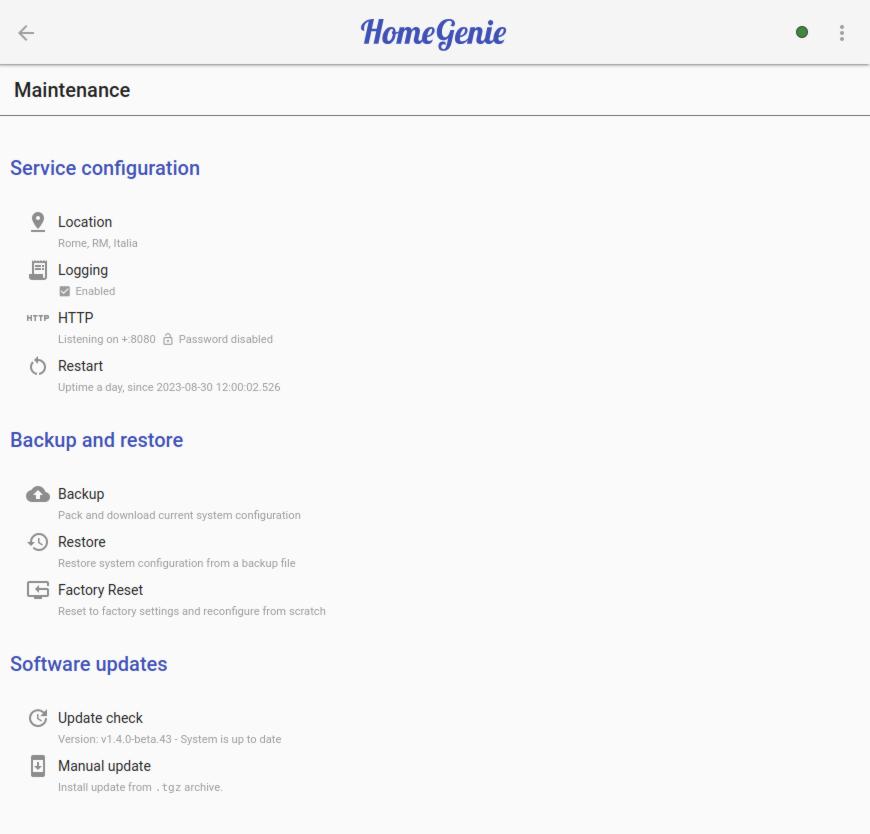 HomeGenie
Maintenance
Service configuration
Location
Rome, RM, Italia
Logging
Enabled
HTTP HTTP
Listening on +:8080 Password disabled
Restart
Uptime a day, since 2023-08-30 12:00:02.526
Backup and restore
Backup
Pack and download current system configuration
Restore
Restore system configuration from a backup file
Factory Reset
Reset to factory settings and reconfigure from scratch
Software updates
Update check
Version: v1.4.0-beta.43 - System is up to date
Manual update
Install update from .tgz archive.